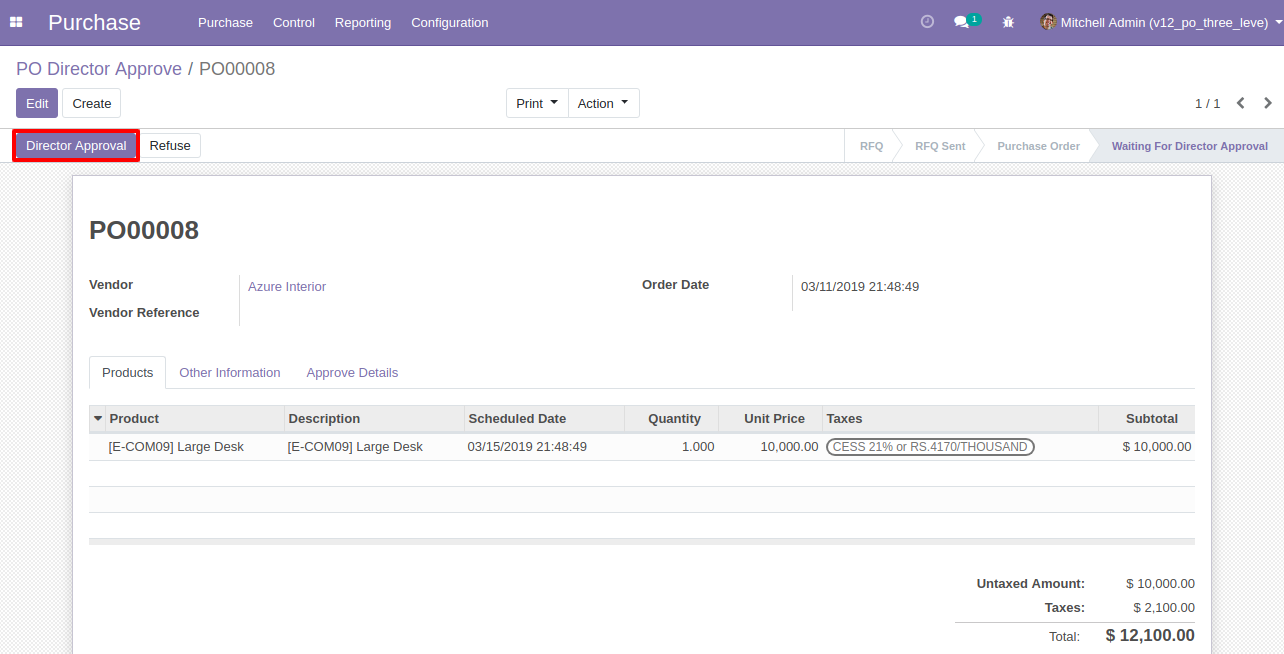 Purchase Purchase Control Reporting Configuration 1 Mitchell Admin (v12_po_three_leve)
PO Director Approve / PO00008
Edit Create Print Action 1 / 1
Director Approval Refuse RFQ RFQ Sent Purchase Order Waiting For Director Approval
PO00008
Vendor Azure Interior Order Date 03/11/2019 21:48:49
Vendor Reference
Products Other Information Approve Details
Product Description Scheduled Date Quantity Unit Price Taxes Subtotal
[E-COM09] Large Desk [E-COM09] Large Desk 03/15/2019 21:48:49 1.000 10,000.00 CESS 21% or RS.4170/THOUSAND $ 10,000.00
Untaxed Amount: $ 10,000.00
Taxes: $ 2,100.00
Total: $ 12,100.00